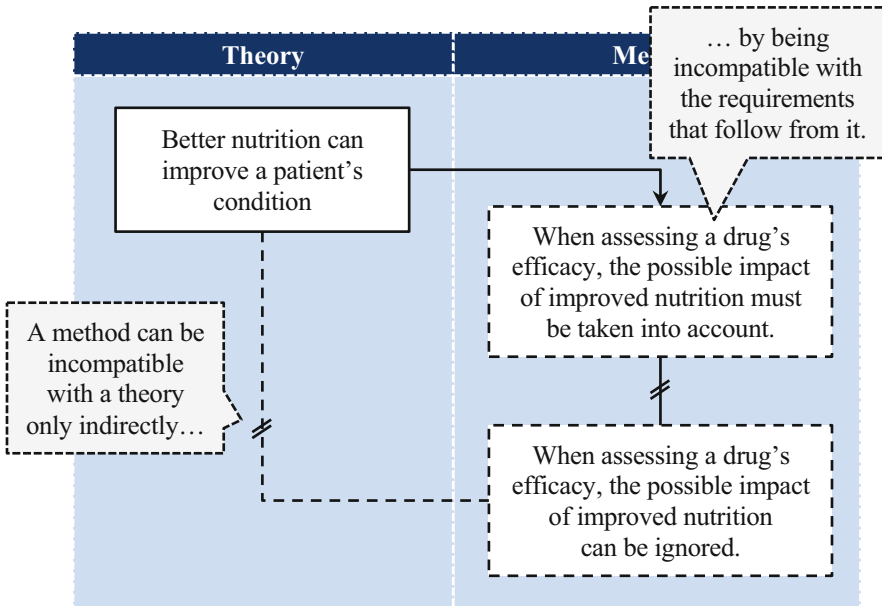 Theory
Me
… by being
incompatible with
the requirements
that follow from it.
Better nutrition can
improve a patient’s
condition
When assessing a drug’s
efficacy, the possible impact
of improved nutrition must
be taken into account.
A method can be
incompatible
with a theory
only indirectly…
When assessing a drug’s
efficacy, the possible impact
of improved nutrition
can be ignored.